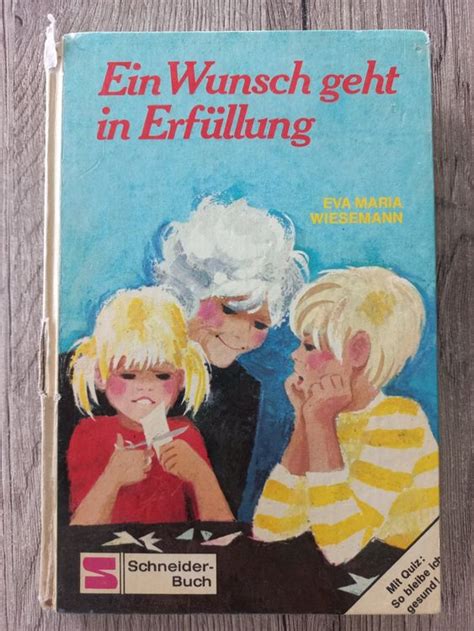 Ein Wunsch geht
in Erfüllung
EVA MARIA
WIESEMANN
Schneider-
Buch
Mit Quiz:
So bleibe ich
gesund!